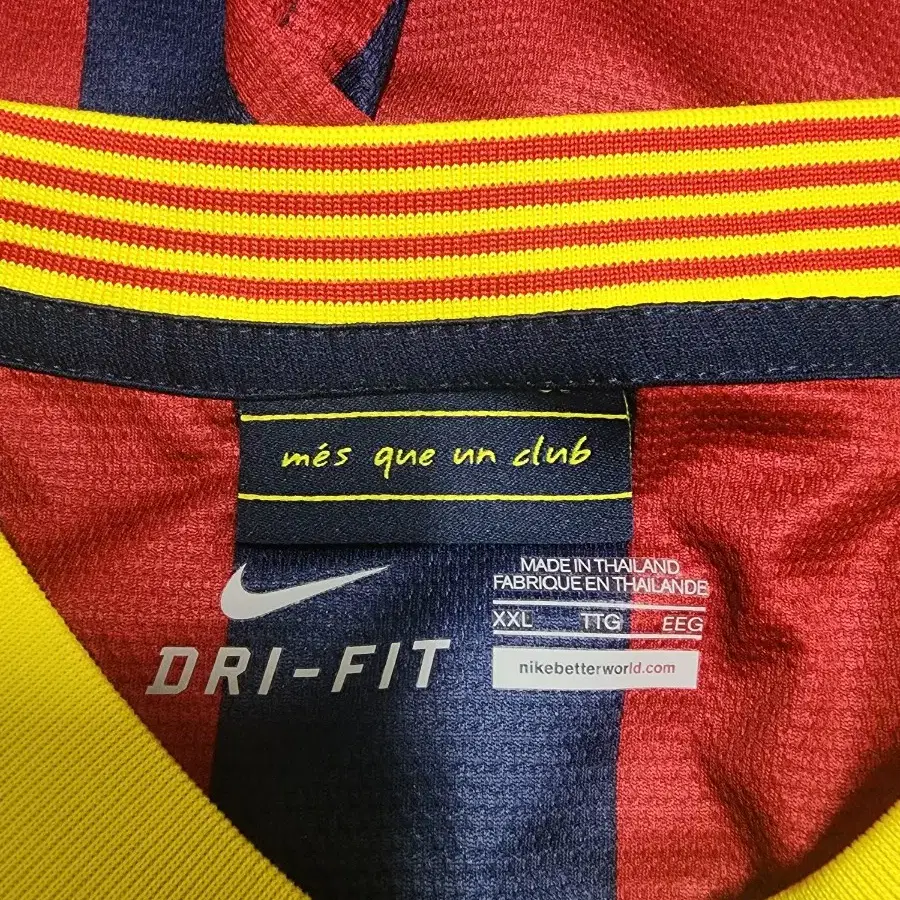 més que un club
DRI-FIT
MADE IN THAILAND
FABRIQUE EN THAILANDE
XXL TTG EEG
nikebetterworld.com